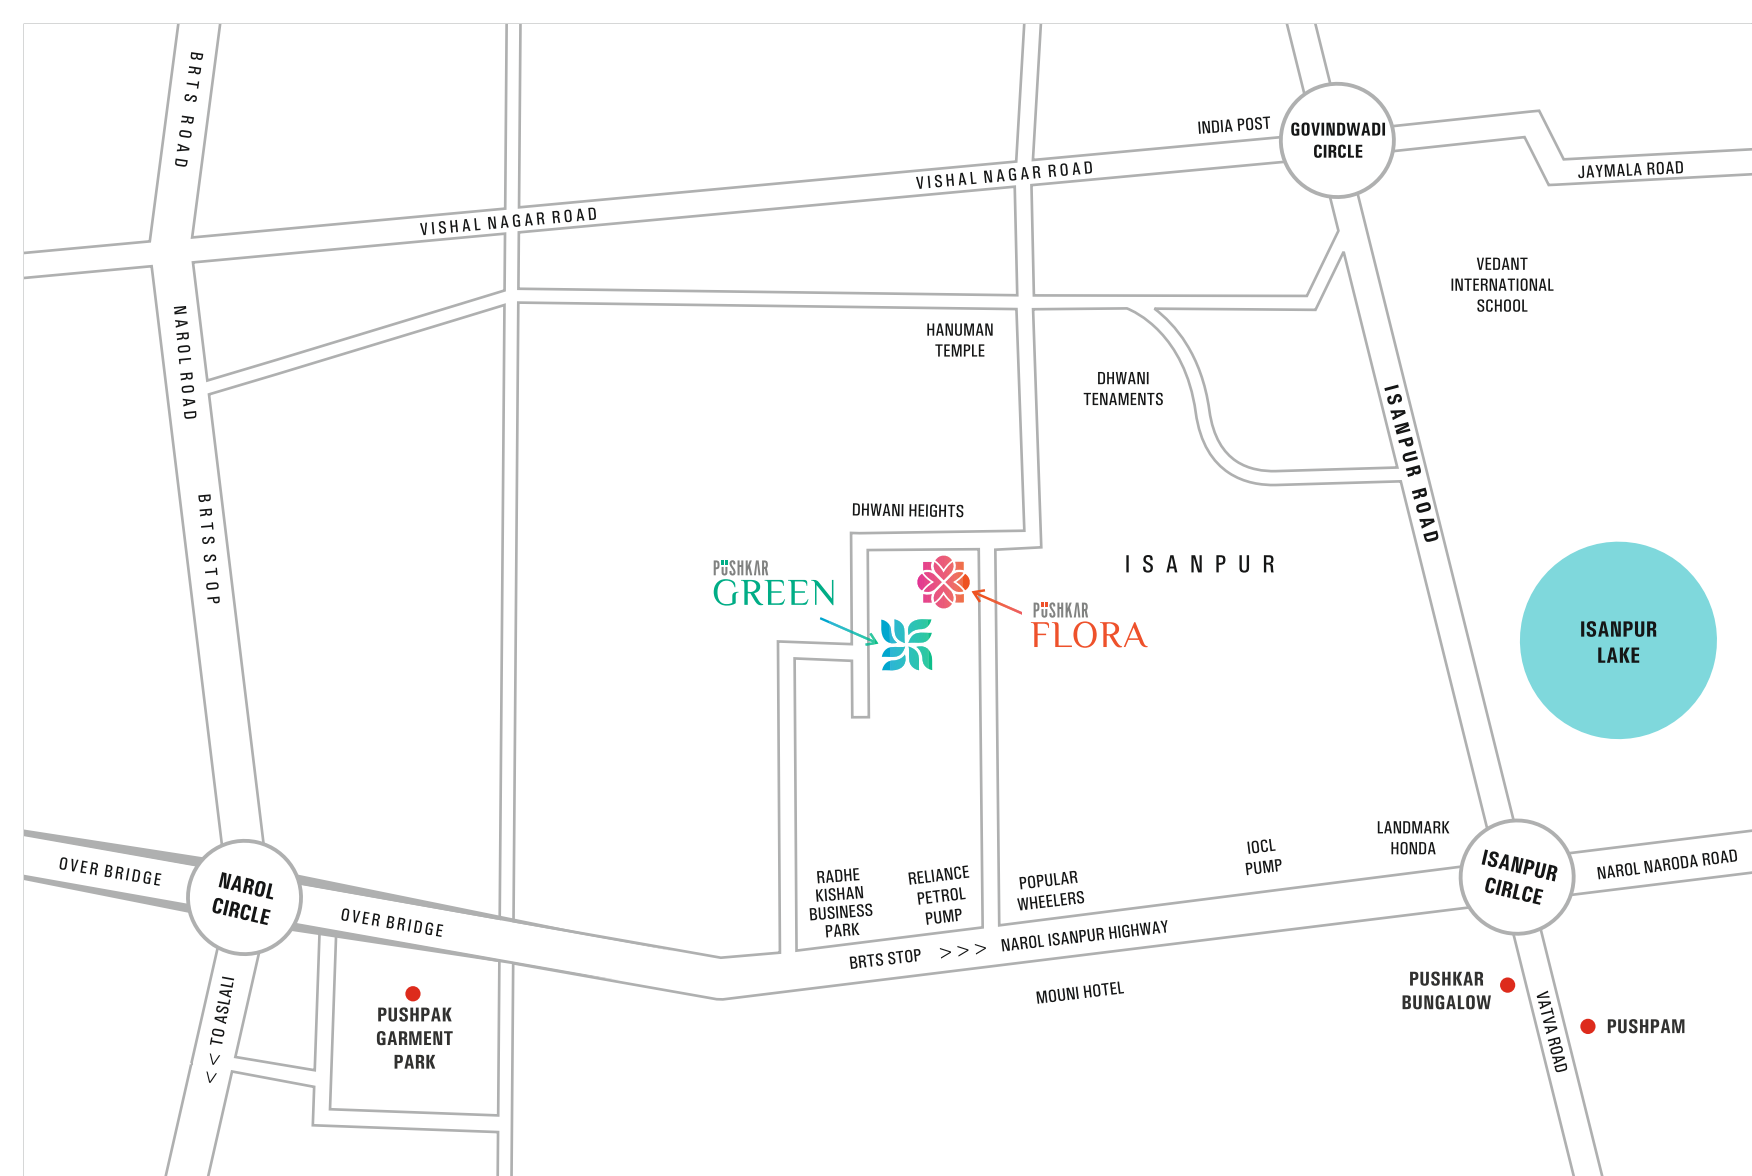 BRTS ROAD
INDIA POST
GOVINDWADI
CIRCLE
VISHAL NAGAR ROAD
JAYMALA ROAD
VISHAL NAGAR ROAD
VEDANT
INTERNATIONAL
SCHOOL
NAROL ROAD
HANUMAN
TEMPLE
DHWANI
TENAMENTS
ISANPUR ROAD
BRTS STOP
DHWANI HEIGHTS
ISANPUR
PÜSHKAR
GREEN
PÜSHKAR
FLORA
ISANPUR
LAKE
OVER BRIDGE
NAROL
CIRCLE
OVER BRIDGE
RADHE
KISHAN
BUSINESS
PARK
RELIANCE
PETROL
PUMP
POPULAR
WHEELERS
IOCL
PUMP
LANDMARK
HONDA
ISANPUR
CIRLCE
NAROL NARODA ROAD
BRTS STOP >>> NAROL ISANPUR HIGHWAY
MOUNI HOTEL
<< TO ASLALI
PUSHPAK
GARMENT
PARK
PUSHKAR
BUNGALOW
VATVA ROAD
PUSHPAM